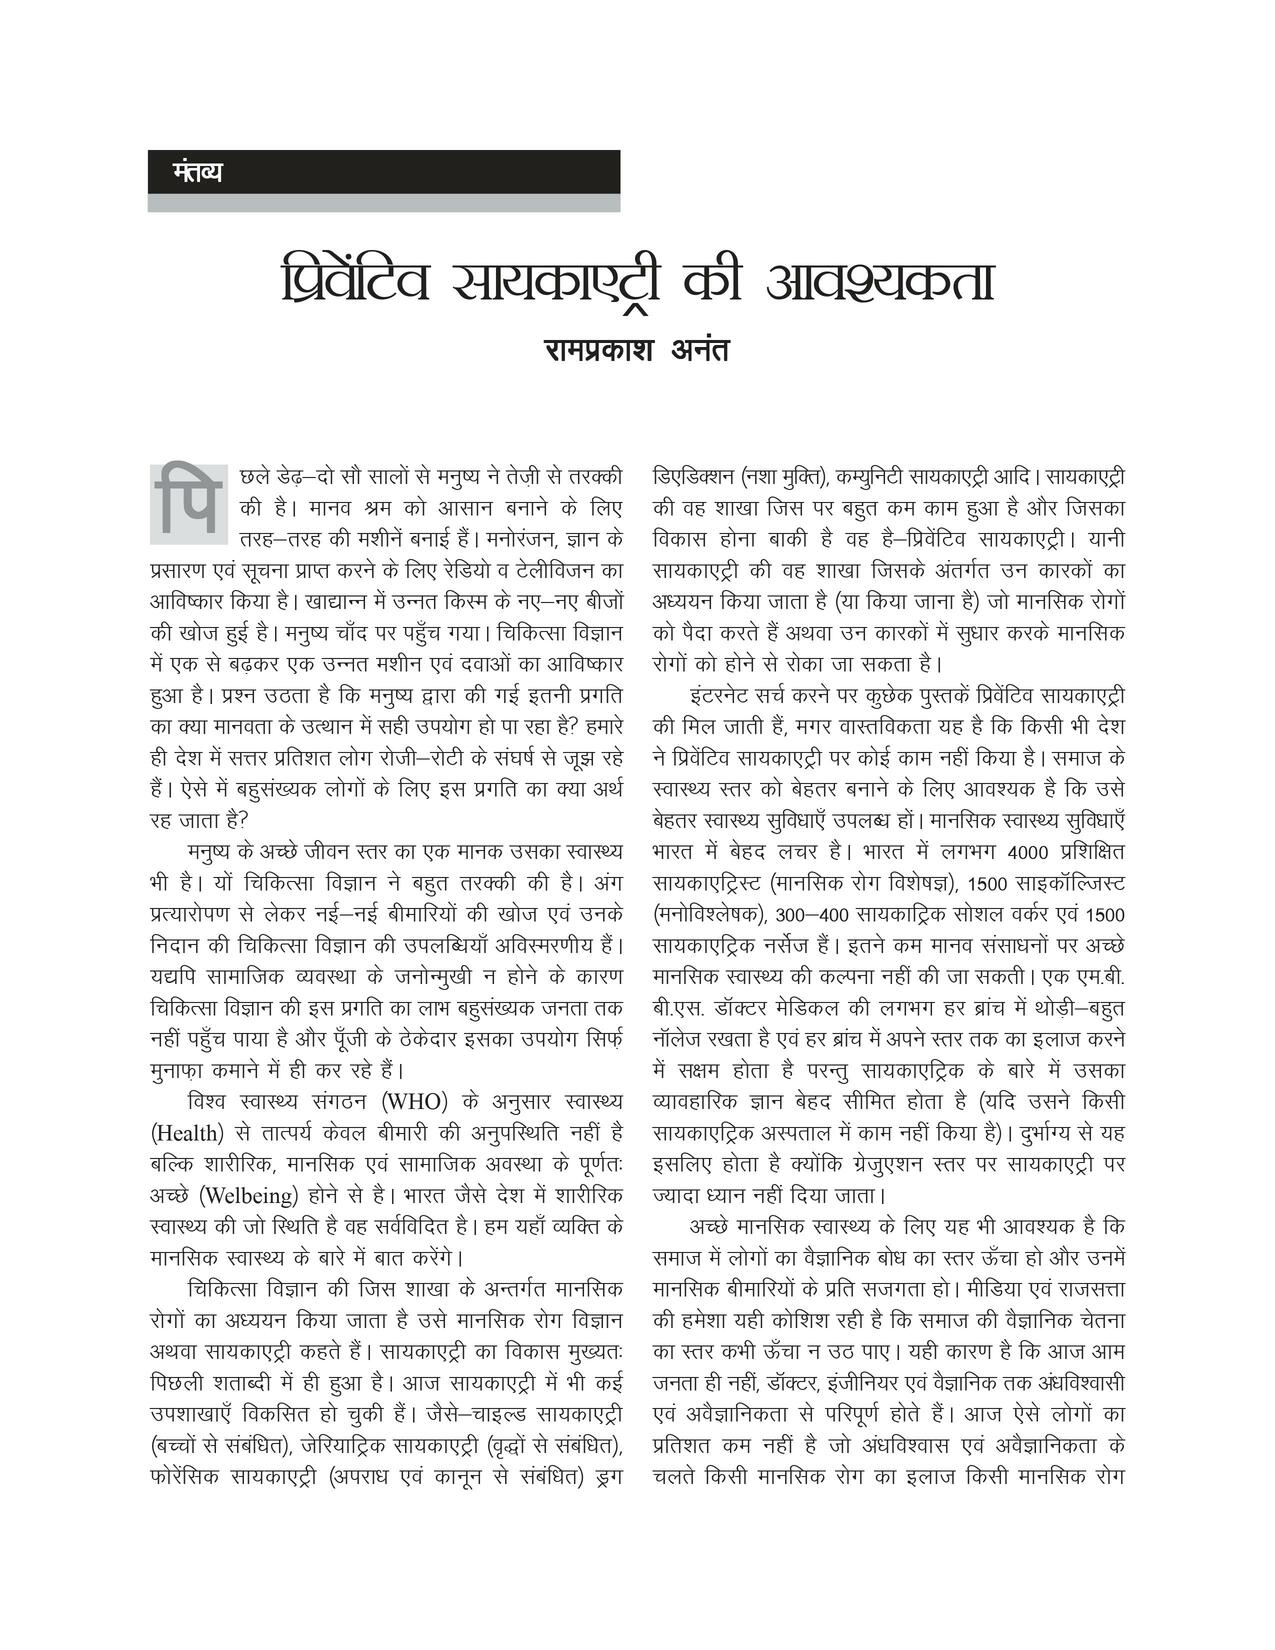 मंतव्य
प्रिवेंटिव सायकाएट्री की आवश्यकता
रामप्रकाश अनंत
पिछले डेढ़–दो सौ सालों से मनुष्य ने तेज़ी से तरक्की
की है। मानव श्रम को आसान बनाने के लिए
तरह–तरह की मशीनें बनाई हैं। मनोरंजन, ज्ञान के
प्रसारण एवं सूचना प्राप्त करने के लिए रेडियो व टेलीविजन का
आविष्कार किया है। खाद्यान्न में उन्नत किस्म के नए–नए बीजों
की खोज हुई है। मनुष्य चाँद पर पहुँच गया। चिकित्सा विज्ञान
में एक से बढ़कर एक उन्नत मशीन एवं दवाओं का आविष्कार
हुआ है। प्रश्न उठता है कि मनुष्य द्वारा की गई इतनी प्रगति
का क्या मानवता के उत्थान में सही उपयोग हो पा रहा है? हमारे
ही देश में सत्तर प्रतिशत लोग रोजी–रोटी के संघर्ष से जूझ रहे
हैं। ऐसे में बहुसंख्यक लोगों के लिए इस प्रगति का क्या अर्थ
रह जाता है?
मनुष्य के अच्छे जीवन स्तर का एक मानक उसका स्वास्थ्य
भी है। यों चिकित्सा विज्ञान ने बहुत तरक्की की है। अंग
प्रत्यारोपण से लेकर नई–नई बीमारियों की खोज एवं उनके
निदान की चिकित्सा विज्ञान की उपलब्धियाँ अविस्मरणीय हैं।
यद्यपि सामाजिक व्यवस्था के जनोन्मुखी न होने के कारण
चिकित्सा विज्ञान की इस प्रगति का लाभ बहुसंख्यक जनता तक
नहीं पहुँच पाया है और पूँजी के ठेकेदार इसका उपयोग सिर्फ़
मुनाफ़ा कमाने में ही कर रहे हैं।
विश्व स्वास्थ्य संगठन (WHO) के अनुसार स्वास्थ्य
(Health) से तात्पर्य केवल बीमारी की अनुपस्थिति नहीं है
बल्कि शारीरिक, मानसिक एवं सामाजिक अवस्था के पूर्णतः
अच्छे (Welbeing) होने से है। भारत जैसे देश में शारीरिक
स्वास्थ्य की जो स्थिति है वह सर्वविदित है। हम यहाँ व्यक्ति के
मानसिक स्वास्थ्य के बारे में बात करेंगे।
चिकित्सा विज्ञान की जिस शाखा के अन्तर्गत मानसिक
रोगों का अध्ययन किया जाता है उसे मानसिक रोग विज्ञान
अथवा सायकाएट्री कहते हैं। सायकाएट्री का विकास मुख्यतः
पिछली शताब्दी में ही हुआ है। आज सायकाएट्री में भी कई
उपशाखाएँ विकसित हो चुकी हैं। जैसे–चाइल्ड सायकाएट्री
(बच्चों से संबंधित), जेरियाट्रिक सायकाएट्री (वृद्धों से संबंधित),
फोरेंसिक सायकाएट्री (अपराध एवं कानून से संबंधित) ड्रग
डिएडिक्शन (नशा मुक्ति), कम्युनिटी सायकाएट्री आदि। सायकाएट्री
की वह शाखा जिस पर बहुत कम काम हुआ है और जिसका
विकास होना बाकी है वह है–प्रिवेंटिव सायकाएट्री। यानी
सायकाएट्री की वह शाखा जिसके अंतर्गत उन कारकों का
अध्ययन किया जाता है (या किया जाना है) जो मानसिक रोगों
को पैदा करते हैं अथवा उन कारकों में सुधार करके मानसिक
रोगों को होने से रोका जा सकता है।
इंटरनेट सर्च करने पर कुछेक पुस्तकें प्रिवेंटिव सायकाएट्री
की मिल जाती हैं, मगर वास्तविकता यह है कि किसी भी देश
ने प्रिवेंटिव सायकाएट्री पर कोई काम नहीं किया है। समाज के
स्वास्थ्य स्तर को बेहतर बनाने के लिए आवश्यक है कि उसे
बेहतर स्वास्थ्य सुविधाएँ उपलब्ध हों। मानसिक स्वास्थ्य सुविधाएँ
भारत में बेहद लचर है। भारत में लगभग 4000 प्रशिक्षित
सायकाएट्रिस्ट (मानसिक रोग विशेषज्ञ), 1500 साइकॉल्जिस्ट
(मनोविश्लेषक), 300–400 सायकाट्रिक सोशल वर्कर एवं 1500
सायकाएट्रिक नर्सेज हैं। इतने कम मानव संसाधनों पर अच्छे
मानसिक स्वास्थ्य की कल्पना नहीं की जा सकती। एक एम.बी.
बी.एस. डॉक्टर मेडिकल की लगभग हर ब्रांच में थोड़ी–बहुत
नॉलेज रखता है एवं हर ब्रांच में अपने स्तर तक का इलाज करने
में सक्षम होता है परन्तु सायकाएट्रिक के बारे में उसका
व्यावहारिक ज्ञान बेहद सीमित होता है (यदि उसने किसी
सायकाएट्रिक अस्पताल में काम नहीं किया है)। दुर्भाग्य से यह
इसलिए होता है क्योंकि ग्रेजुएशन स्तर पर सायकाएट्री पर
ज्यादा ध्यान नहीं दिया जाता।
अच्छे मानसिक स्वास्थ्य के लिए यह भी आवश्यक है कि
समाज में लोगों का वैज्ञानिक बोध का स्तर ऊँचा हो और उनमें
मानसिक बीमारियों के प्रति सजगता हो। मीडिया एवं राजसत्ता
की हमेशा यही कोशिश रही है कि समाज की वैज्ञानिक चेतना
का स्तर कभी ऊँचा न उठ पाए। यही कारण है कि आज आम
जनता ही नहीं, डॉक्टर, इंजीनियर एवं वैज्ञानिक तक अंधविश्वासी
एवं अवैज्ञानिकता से परिपूर्ण होते हैं। आज ऐसे लोगों का
प्रतिशत कम नहीं है जो अंधविश्वास एवं अवैज्ञानिकता के
चलते किसी मानसिक रोग का इलाज किसी मानसिक रोग